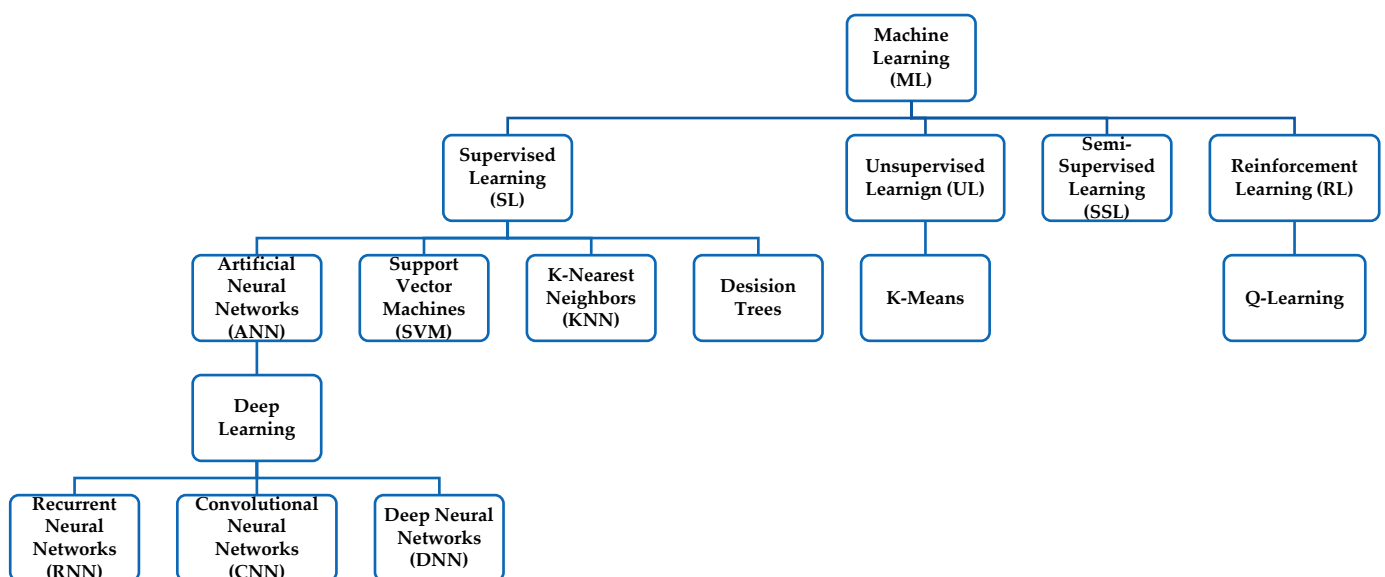 Machine
Learning
(ML)
Supervised
Learning
(SL)
Unsupervised
Learnign (UL)
Semi-
Supervised
Learning
(SSL)
Reinforcement
Learning (RL)
Artificial
Neural
Networks
(ANN)
Support
Vector
Machines
(SVM)
K-Nearest
Neighbors
(KNN)
Desision
Trees
K-Means
Q-Learning
Deep
Learning
Recurrent
Neural
Networks
(RNN)
Convolutional
Neural
Networks
(CNN)
Deep Neural
Networks
(DNN)